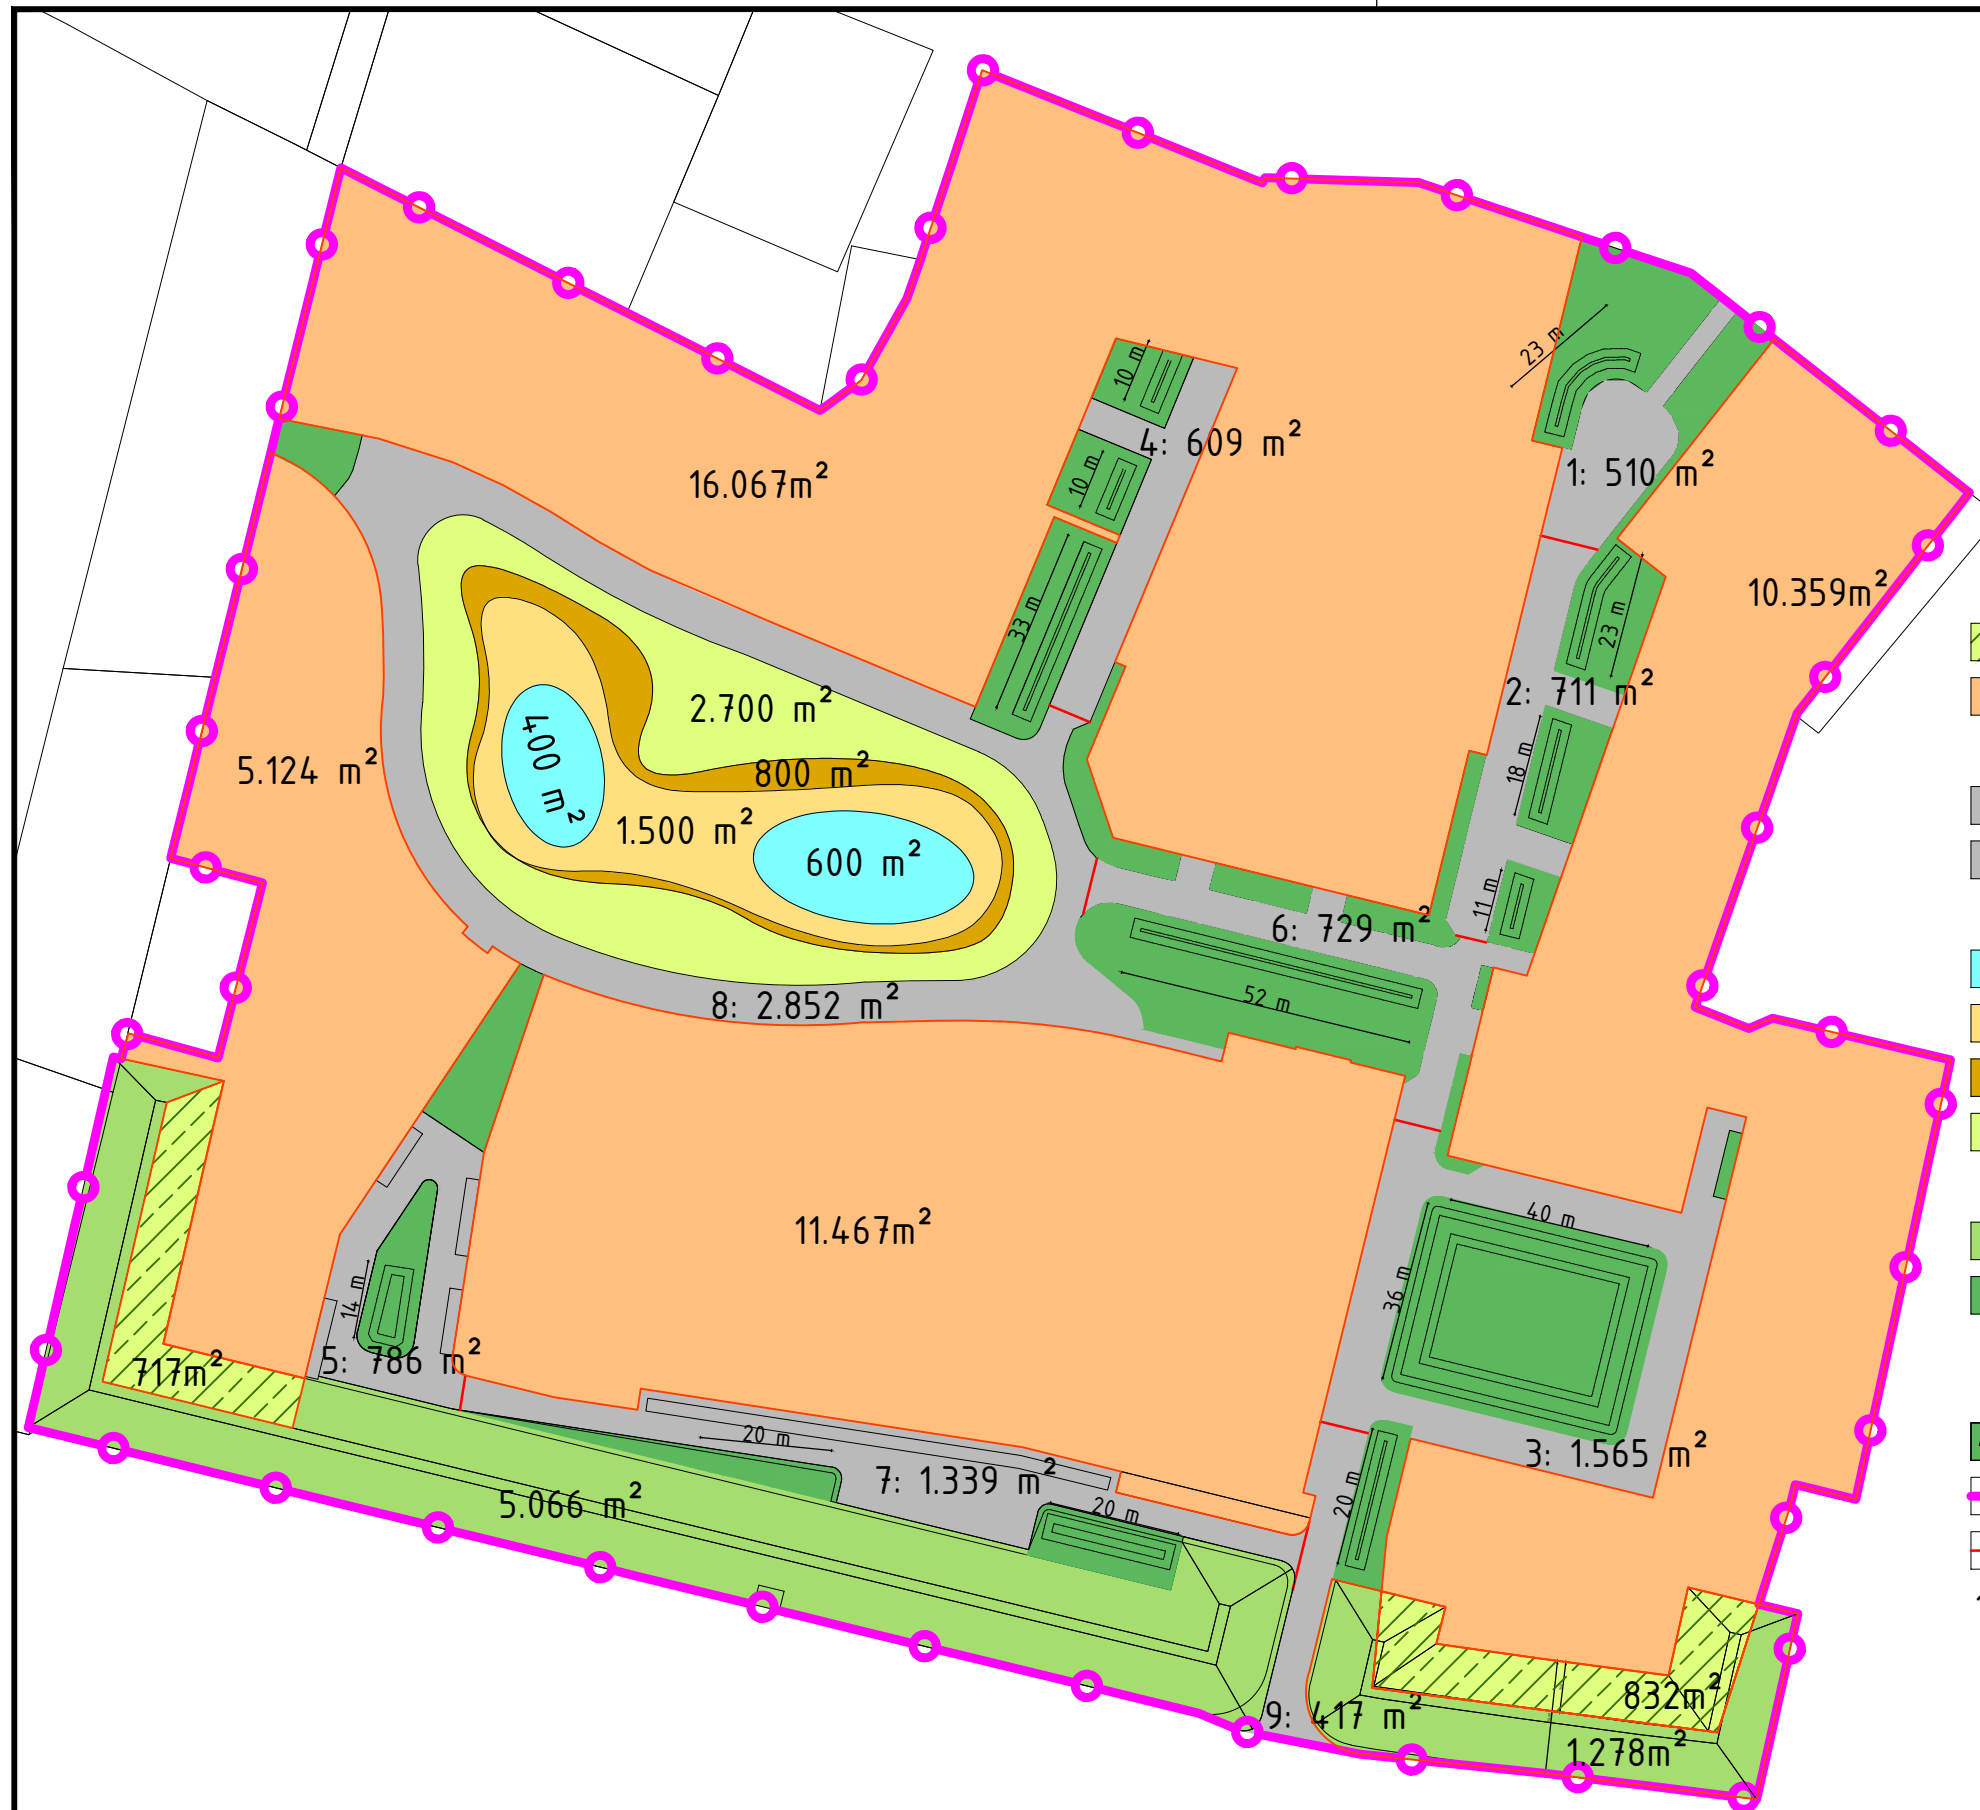 23 m
10 m
4: 609 m²
1: 510 m²
16.067m²
10 m
10.359m²
33 m
23 m
2: 711 m²
2.700 m²
400 m²
5.124 m²
800 m²
18 m
1.500 m²
600 m²
11 m
6: 729 m²
52 m
8: 2.852 m²
11.467m²
40 m
36 m
14 m
717m²
5: 786 m²
20 m
7: 1.339 m²
3: 1.565 m²
5.066 m²
20 m
20 m
832m²
9: 417 m²
1.278m²